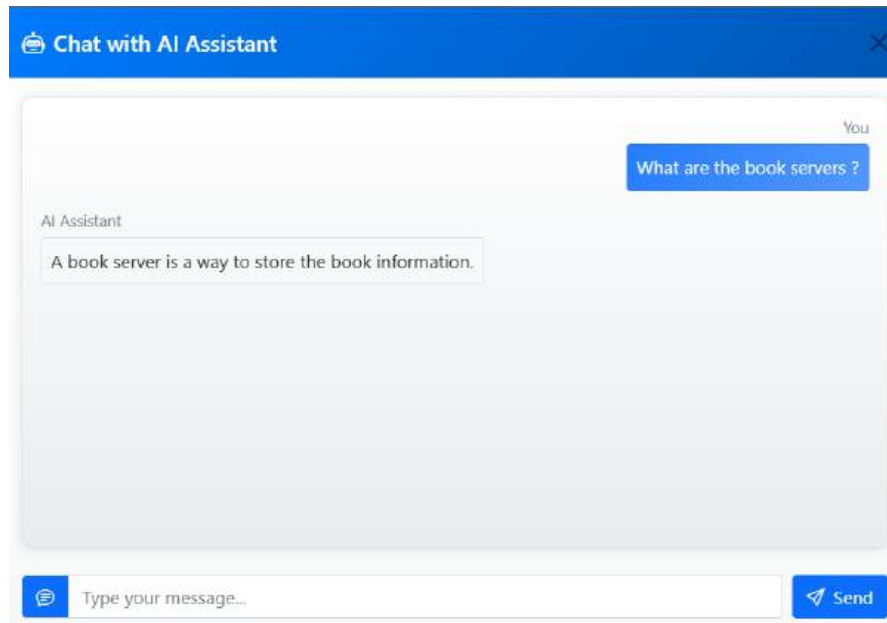 Chat with AI Assistant
You
What are the book servers ?
AI Assistant
A book server is a way to store the book information.
Type your message...
Send